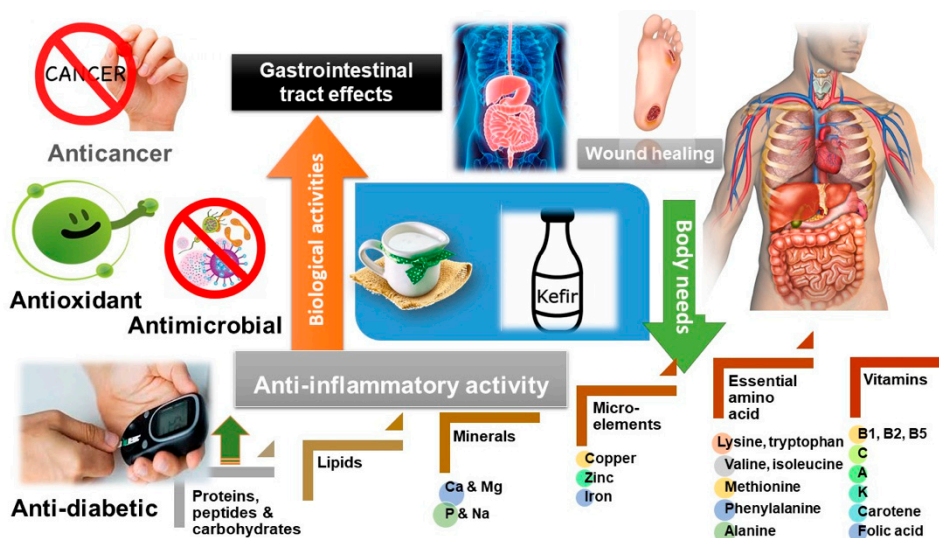 CANCER
Anticancer
Gastrointestinal
tract effects
Wound healing
Antioxidant
Antimicrobial
Biological activities
Kefir
Body needs
Anti-inflammatory activity
Anti-diabetic
Proteins,
peptides &
carbohydrates
Lipids
Minerals
Ca & Mg
P & Na
Micro-
elements
Copper
Zinc
Iron
Essential
amino
acid
Lysine, tryptophan
Valine, isoleucine
Methionine
Phenylalanine
Alanine
Vitamins
B1, B2, B5
C
A
K
Carotene
Folic acid